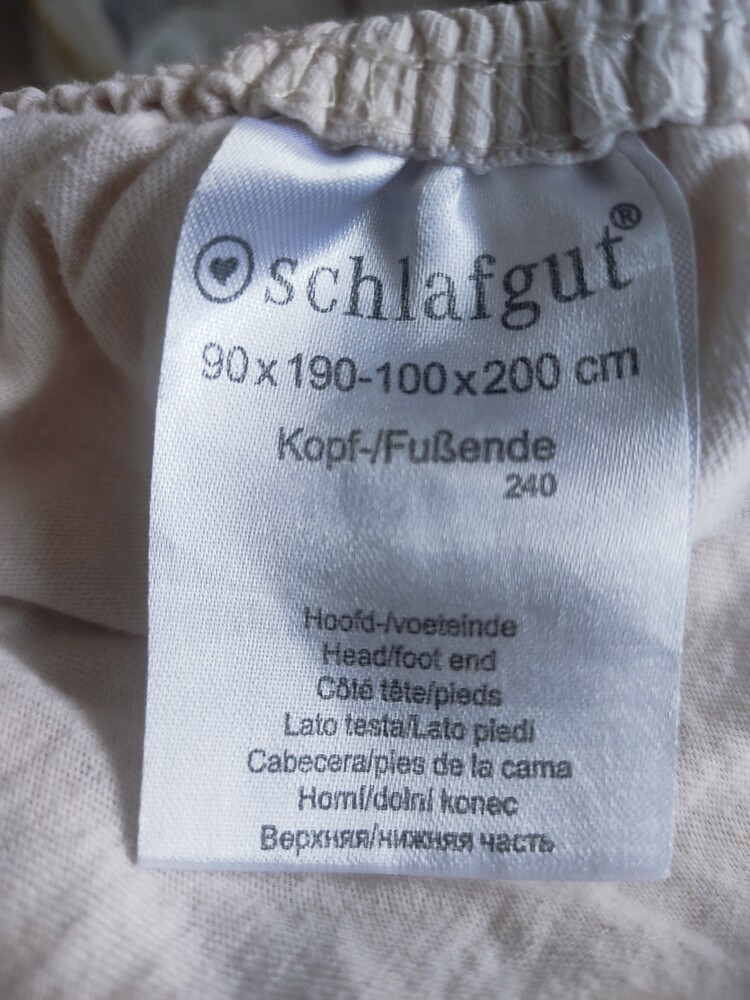 schlafgut®
90x190-100x200 cm
Kopf-/Fußende
240
Hoofd-/voeteinde
Head/foot end
Côté tête/pieds
Lato testa/Lato piedi
Cabecera/pies de la cama
Horní/dolní konec
Верхняя/нижняя часть